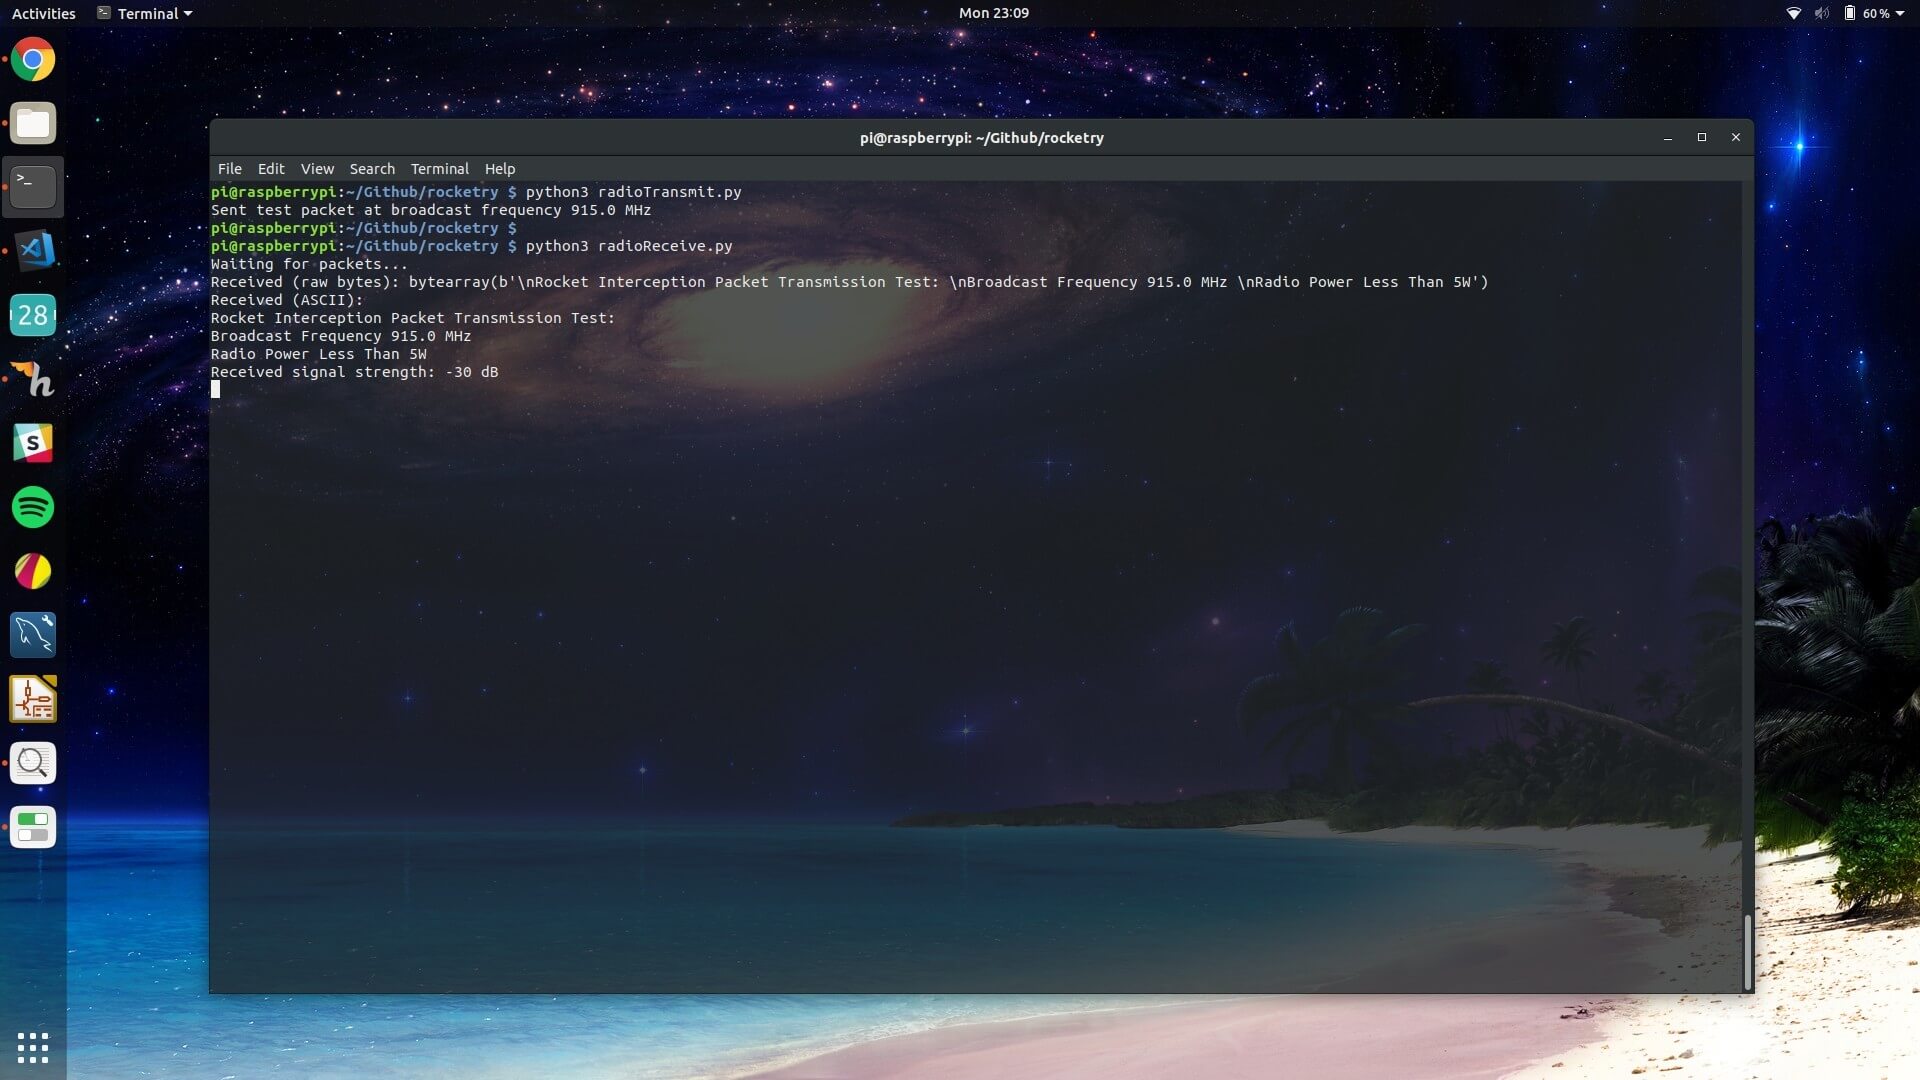 Activities Terminal Mon 23:09 60 %
pi@raspberrypi: ~/Github/rocketry
File Edit View Search Terminal Help
pi@raspberrypi:~/Github/rocketry $ python3 radioTransmit.py
Sent test packet at broadcast frequency 915.0 MHz
pi@raspberrypi:~/Github/rocketry $
pi@raspberrypi:~/Github/rocketry $ python3 radioReceive.py
Waiting for packets...
Received (raw bytes): bytearray(b'\nRocket Interception Packet Transmission Test: \nBroadcast Frequency 915.0 MHz \nRadio Power Less Than 5W')
Received (ASCII):
Rocket Interception Packet Transmission Test:
Broadcast Frequency 915.0 MHz
Radio Power Less Than 5W
Received signal strength: -30 dB
>_
28
h
S